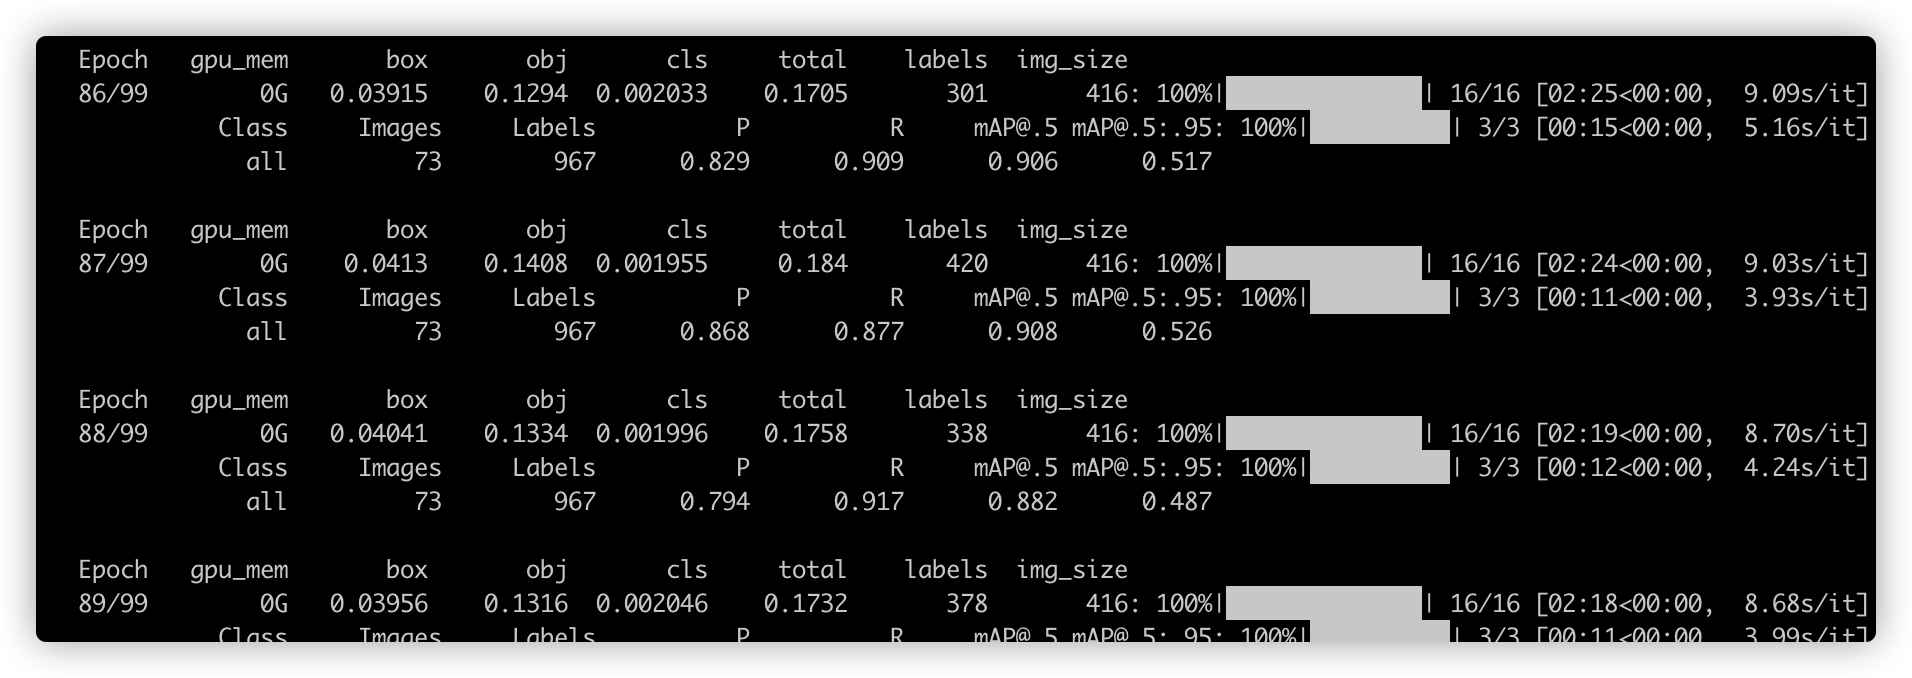 Epoch gpu_mem box obj cls total labels img_size
86/99 0G 0.03915 0.1294 0.002033 0.1705 301 416: 100%|██████████| 16/16 [02:25<00:00, 9.09s/it]
Class Images Labels P R mAP@.5 mAP@.5:.95: 100%|██████████| 3/3 [00:15<00:00, 5.16s/it]
all 73 967 0.829 0.909 0.906 0.517
Epoch gpu_mem box obj cls total labels img_size
87/99 0G 0.0413 0.1408 0.001955 0.184 420 416: 100%|██████████| 16/16 [02:24<00:00, 9.03s/it]
Class Images Labels P R mAP@.5 mAP@.5:.95: 100%|██████████| 3/3 [00:11<00:00, 3.93s/it]
all 73 967 0.868 0.877 0.908 0.526
Epoch gpu_mem box obj cls total labels img_size
88/99 0G 0.04041 0.1334 0.001996 0.1758 338 416: 100%|██████████| 16/16 [02:19<00:00, 8.70s/it]
Class Images Labels P R mAP@.5 mAP@.5:.95: 100%|██████████| 3/3 [00:12<00:00, 4.24s/it]
all 73 967 0.794 0.917 0.882 0.487
Epoch gpu_mem box obj cls total labels img_size
89/99 0G 0.03956 0.1316 0.002046 0.1732 378 416: 100%|██████████| 16/16 [02:18<00:00, 8.68s/it]
Class Images Labels P R mAP@.5 mAP@.5:.95: 100%|██████████| 3/3 [00:11<00:00, 3.99s/it]